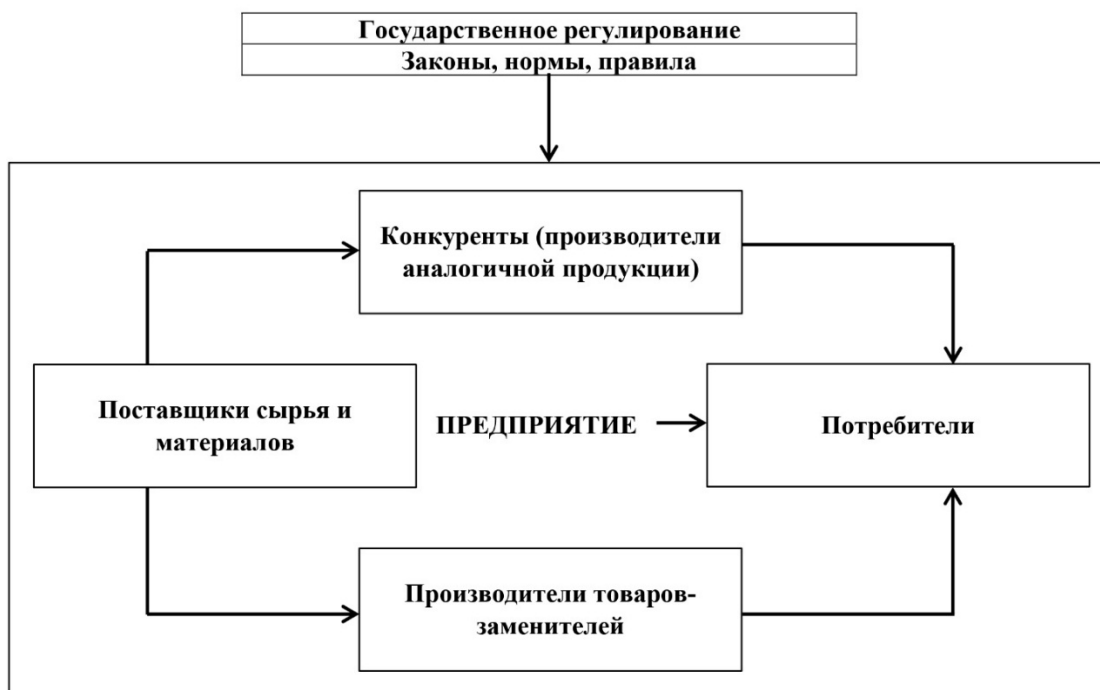 Государственное регулирование
Законы, нормы, правила
Конкуренты (производители
аналогичной продукции)
Поставщики сырья и
материалов
ПРЕДПРИЯТИЕ
Потребители
Производители товаров-
заменителей